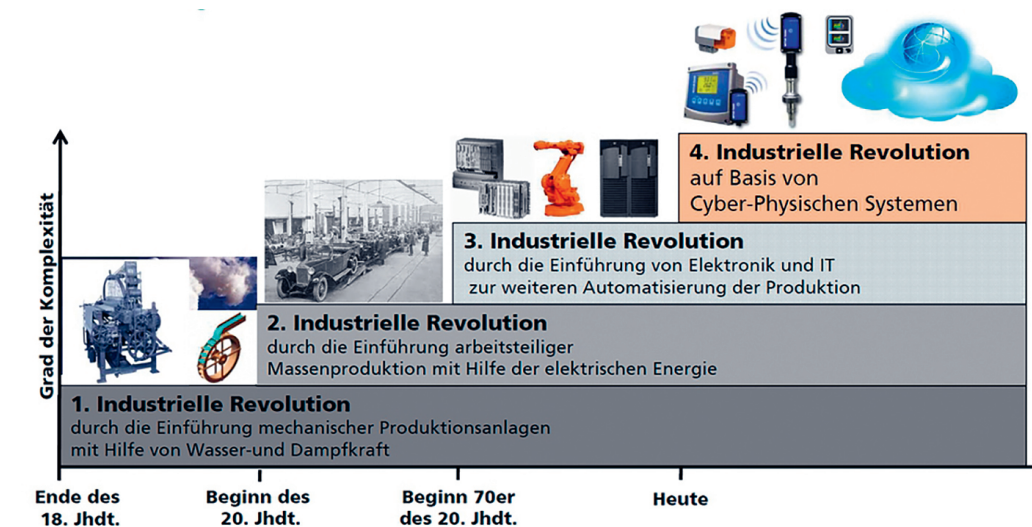 4. Industrielle Revolution
auf Basis von
Cyber-Physischen Systemen
3. Industrielle Revolution
durch die Einführung von Elektronik und IT
zur weiteren Automatisierung der Produktion
2. Industrielle Revolution
durch die Einführung arbeitsteiliger
Massenproduktion mit Hilfe der elektrischen Energie
1. Industrielle Revolution
durch die Einführung mechanischer Produktionsanlagen
mit Hilfe von Wasser-und Dampfkraft
Grad der Komplexität
Ende des
18. Jhdt.
Beginn des
20. Jhdt.
Beginn 70er
des 20. Jhdt.
Heute